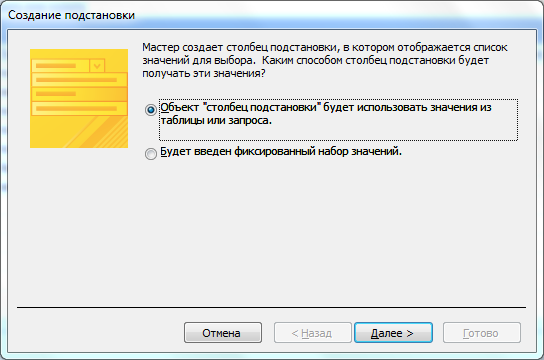 Создание подстановки
Мастер создает столбец подстановки, в котором отображается список
значений для выбора. Каким способом столбец подстановки будет
получать эти значения?
Объект "столбец подстановки" будет использовать значения из
таблицы или запроса.
Будет введен фиксированный набор значений.
Отмена
< Назад
Далее >
Готово